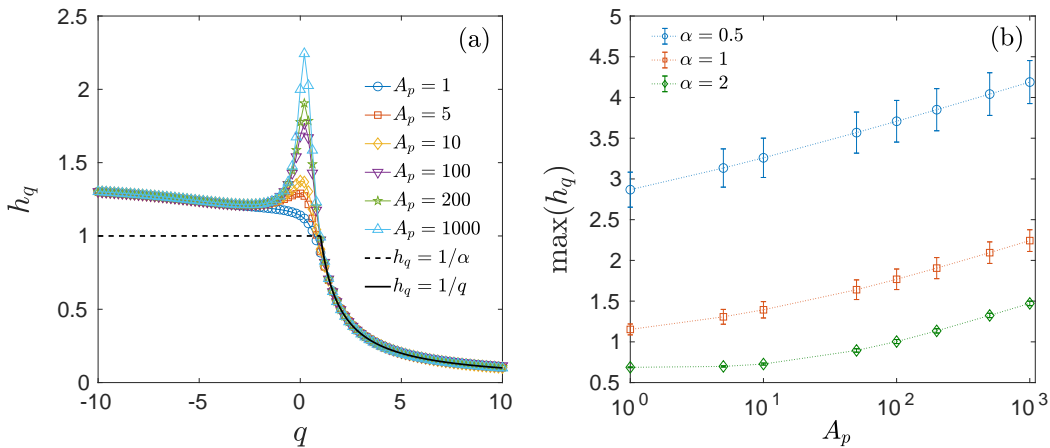 (a)
2.5
2
1.5
1
0.5
0
-10
-5
0
5
10
h_q
q
A_p = 1
A_p = 5
A_p = 10
A_p = 100
A_p = 200
A_p = 1000
h_q = 1/α
h_q = 1/q
(b)
5
4.5
4
3.5
3
2.5
2
1.5
1
0.5
10^0
10^1
10^2
10^3
max(h_q)
A_p
α = 0.5
α = 1
α = 2